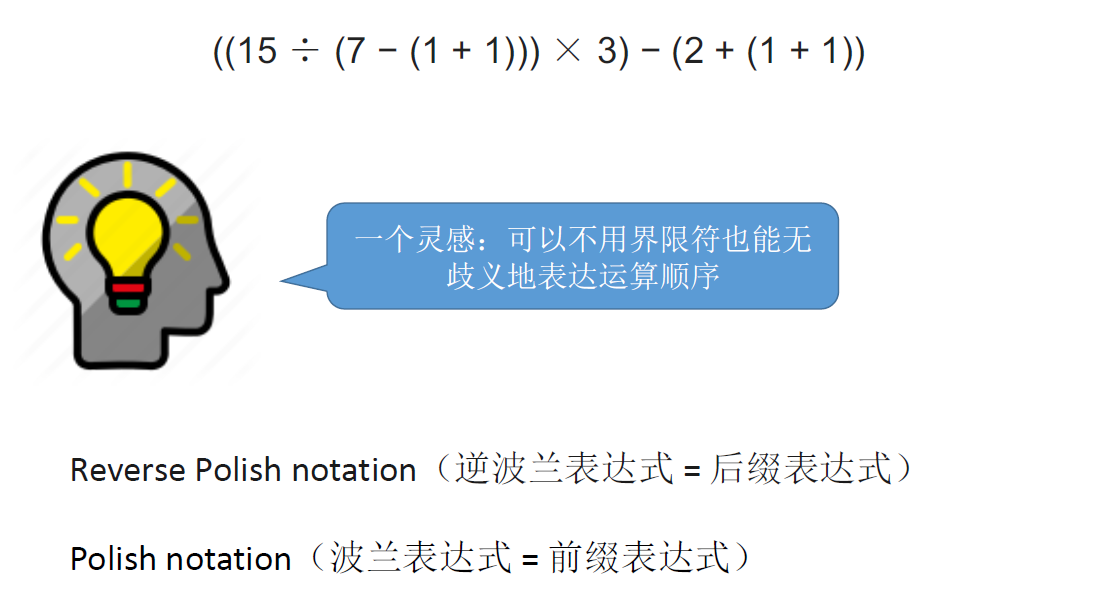 ((15 ÷ (7 − (1 + 1))) × 3) − (2 + (1 + 1))
一个灵感：可以不用界限符也能无
歧义地表达运算顺序
Reverse Polish notation（逆波兰表达式 = 后缀表达式）
Polish notation（波兰表达式 = 前缀表达式）